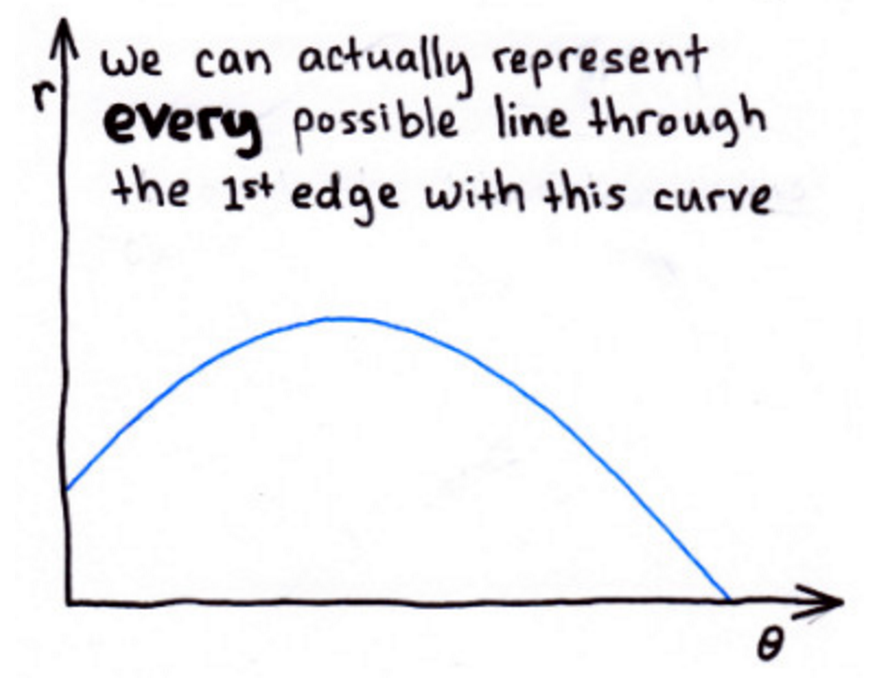 we can actually represent
r
every possible line through
the 1st edge with this curve
θ